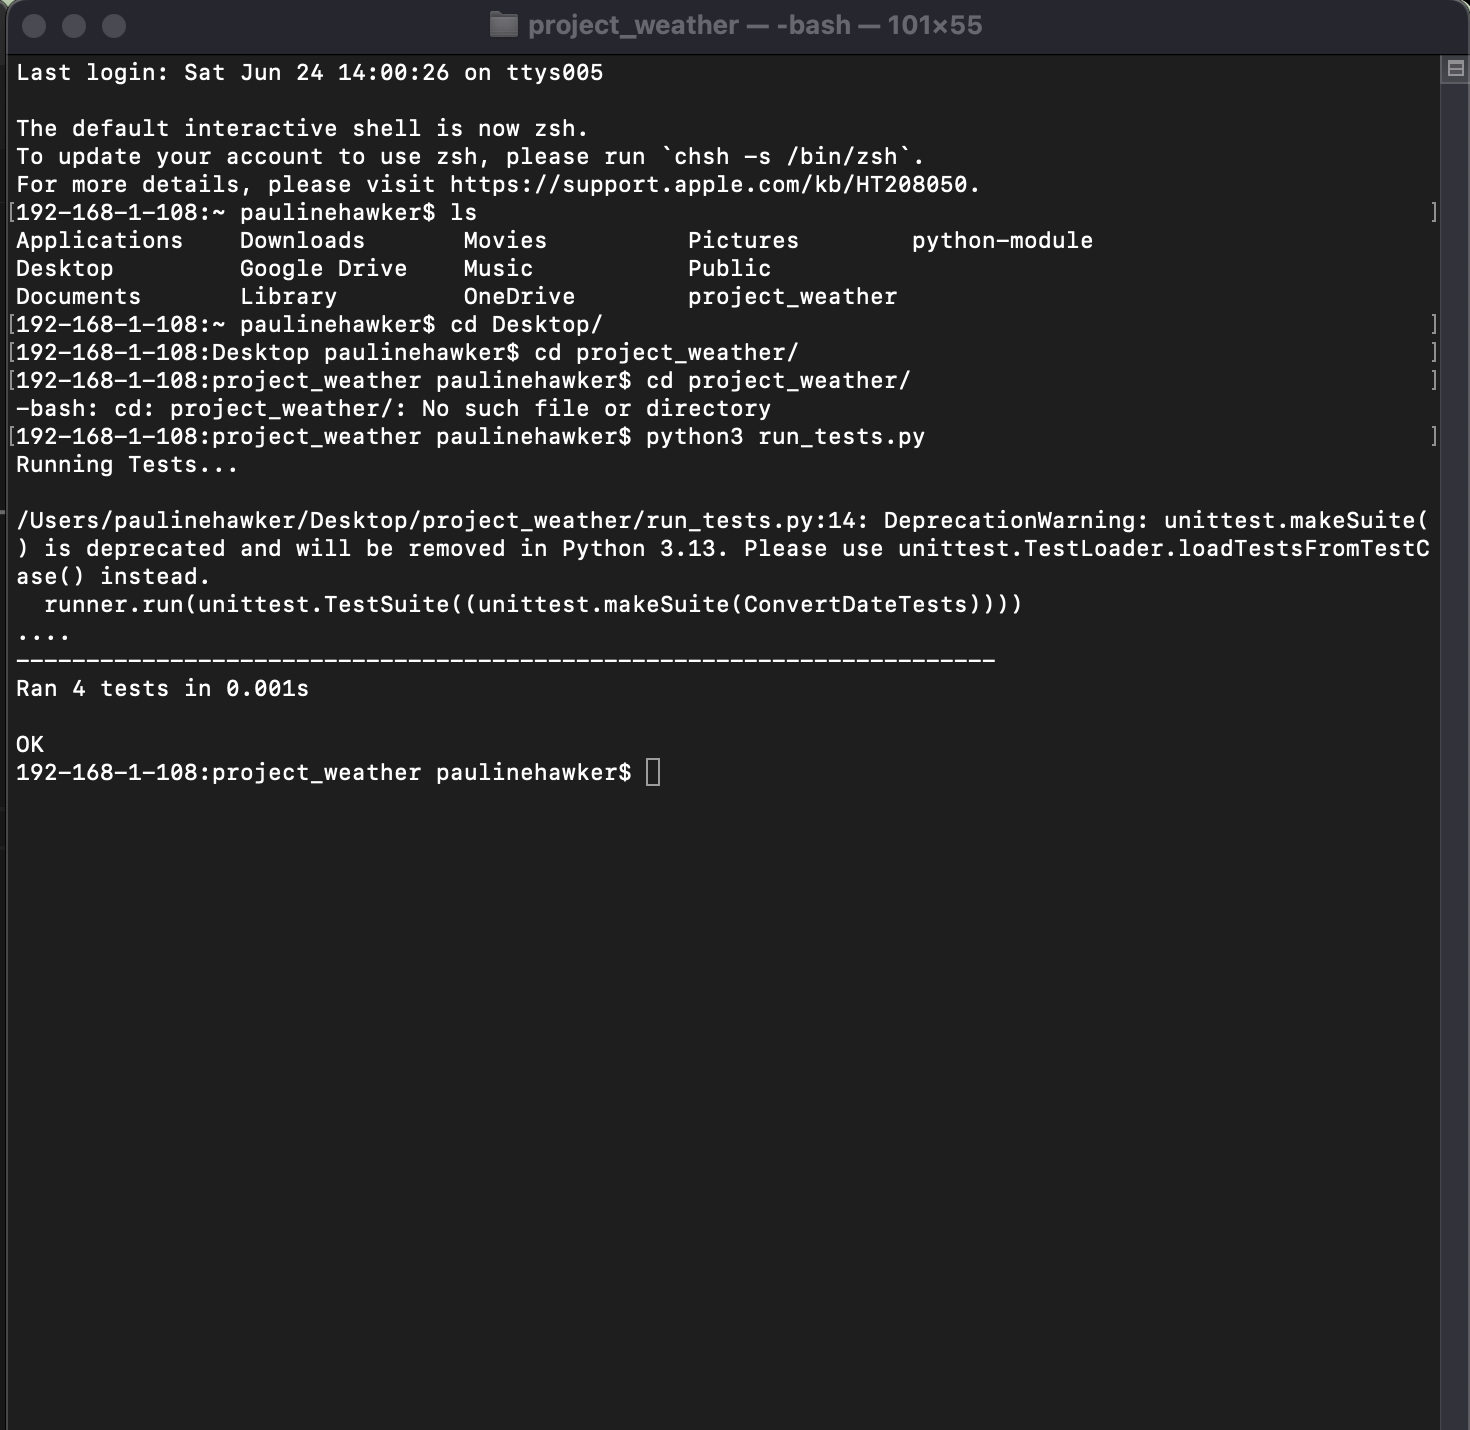 project_weather — -bash — 101×55
Last login: Sat Jun 24 14:00:26 on ttys005
The default interactive shell is now zsh.
To update your account to use zsh, please run `chsh -s /bin/zsh`.
For more details, please visit https://support.apple.com/kb/HT208050.
[192-168-1-108:~ paulinehawker$ ls ]
Applications    Downloads       Movies          Pictures        python-module
Desktop         Google Drive    Music           Public
Documents       Library         OneDrive        project_weather
[192-168-1-108:~ paulinehawker$ cd Desktop/ ]
[192-168-1-108:Desktop paulinehawker$ cd project_weather/ ]
[192-168-1-108:project_weather paulinehawker$ cd project_weather/ ]
-bash: cd: project_weather/: No such file or directory
[192-168-1-108:project_weather paulinehawker$ python3 run_tests.py ]
Running Tests...
/Users/paulinehawker/Desktop/project_weather/run_tests.py:14: DeprecationWarning: unittest.makeSuite(
) is deprecated and will be removed in Python 3.13. Please use unittest.TestLoader.loadTestsFromTestC
ase() instead.
  runner.run(unittest.TestSuite((unittest.makeSuite(ConvertDateTests))))
....
----------------------------------------------------------------------
Ran 4 tests in 0.001s
OK
192-168-1-108:project_weather paulinehawker$